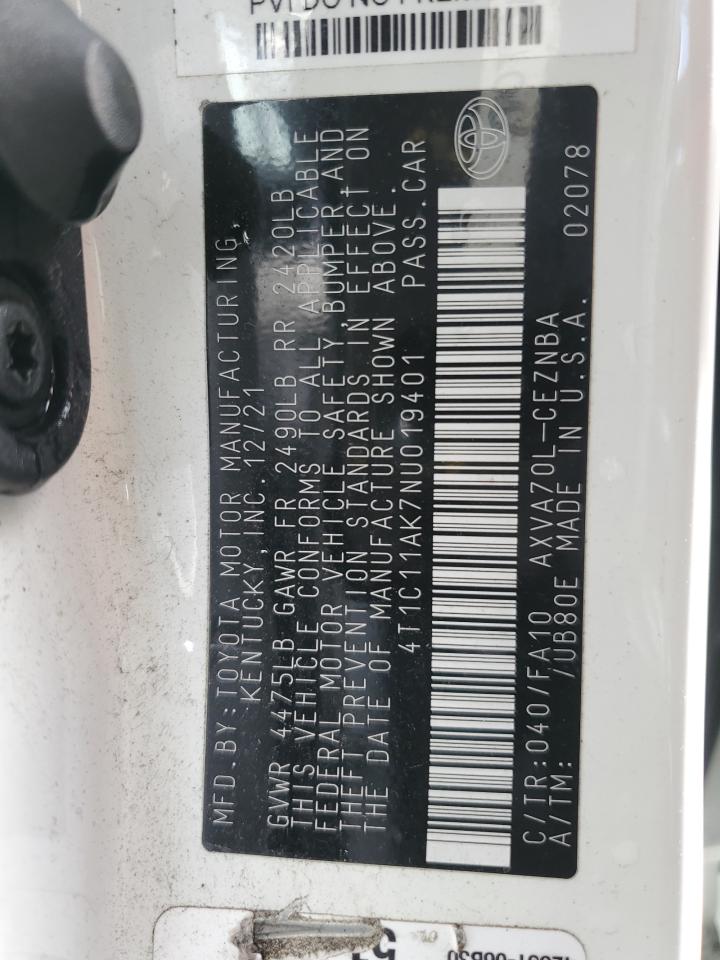 MFD.BY:TOYOTA MOTOR MANUFACTURING,
KENTUCKY,INC.12/21
GVWR 4475LB GAWR FR 2490LB RR 2420LB
THIS VEHICLE CONFORMS TO ALL APPLICABLE
FEDERAL MOTOR VEHICLE SAFETY, BUMPER, AND
THEFT PREVENTION STANDARDS IN EFFECT ON
THE DATE OF MANUFACTURE SHOWN ABOVE.
4T1C11AK7NU019401 PASS.CAR
C/TR:040/FA10 AXVA70L-CEZNBA 02078
A/TM: /UB80E MADE IN U.S.A.